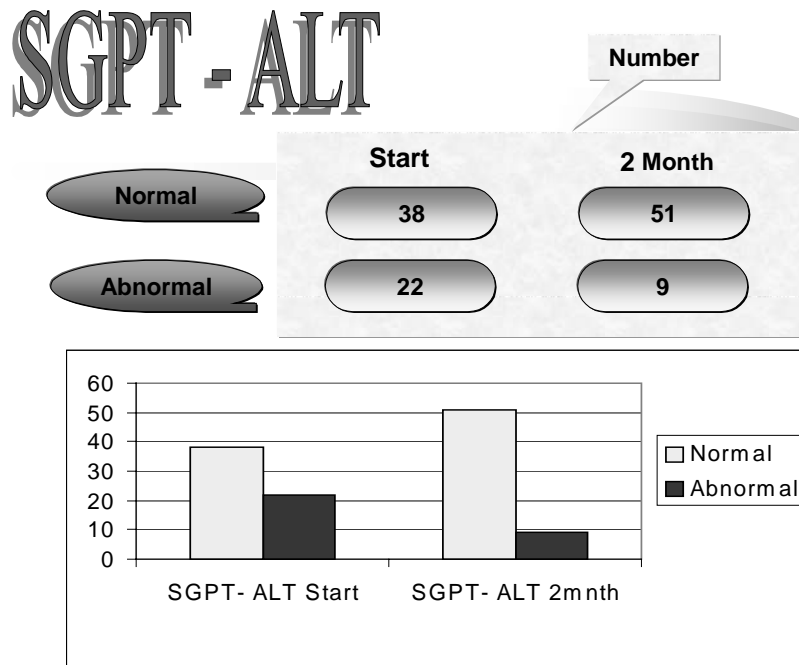 SGPT - ALT
Number
Start 2 Month
Normal 38 51
Abnormal 22 9
60
50
40
30
20
10
0
SGPT- ALT Start SGPT- ALT 2mnth
Normal
Abnormal